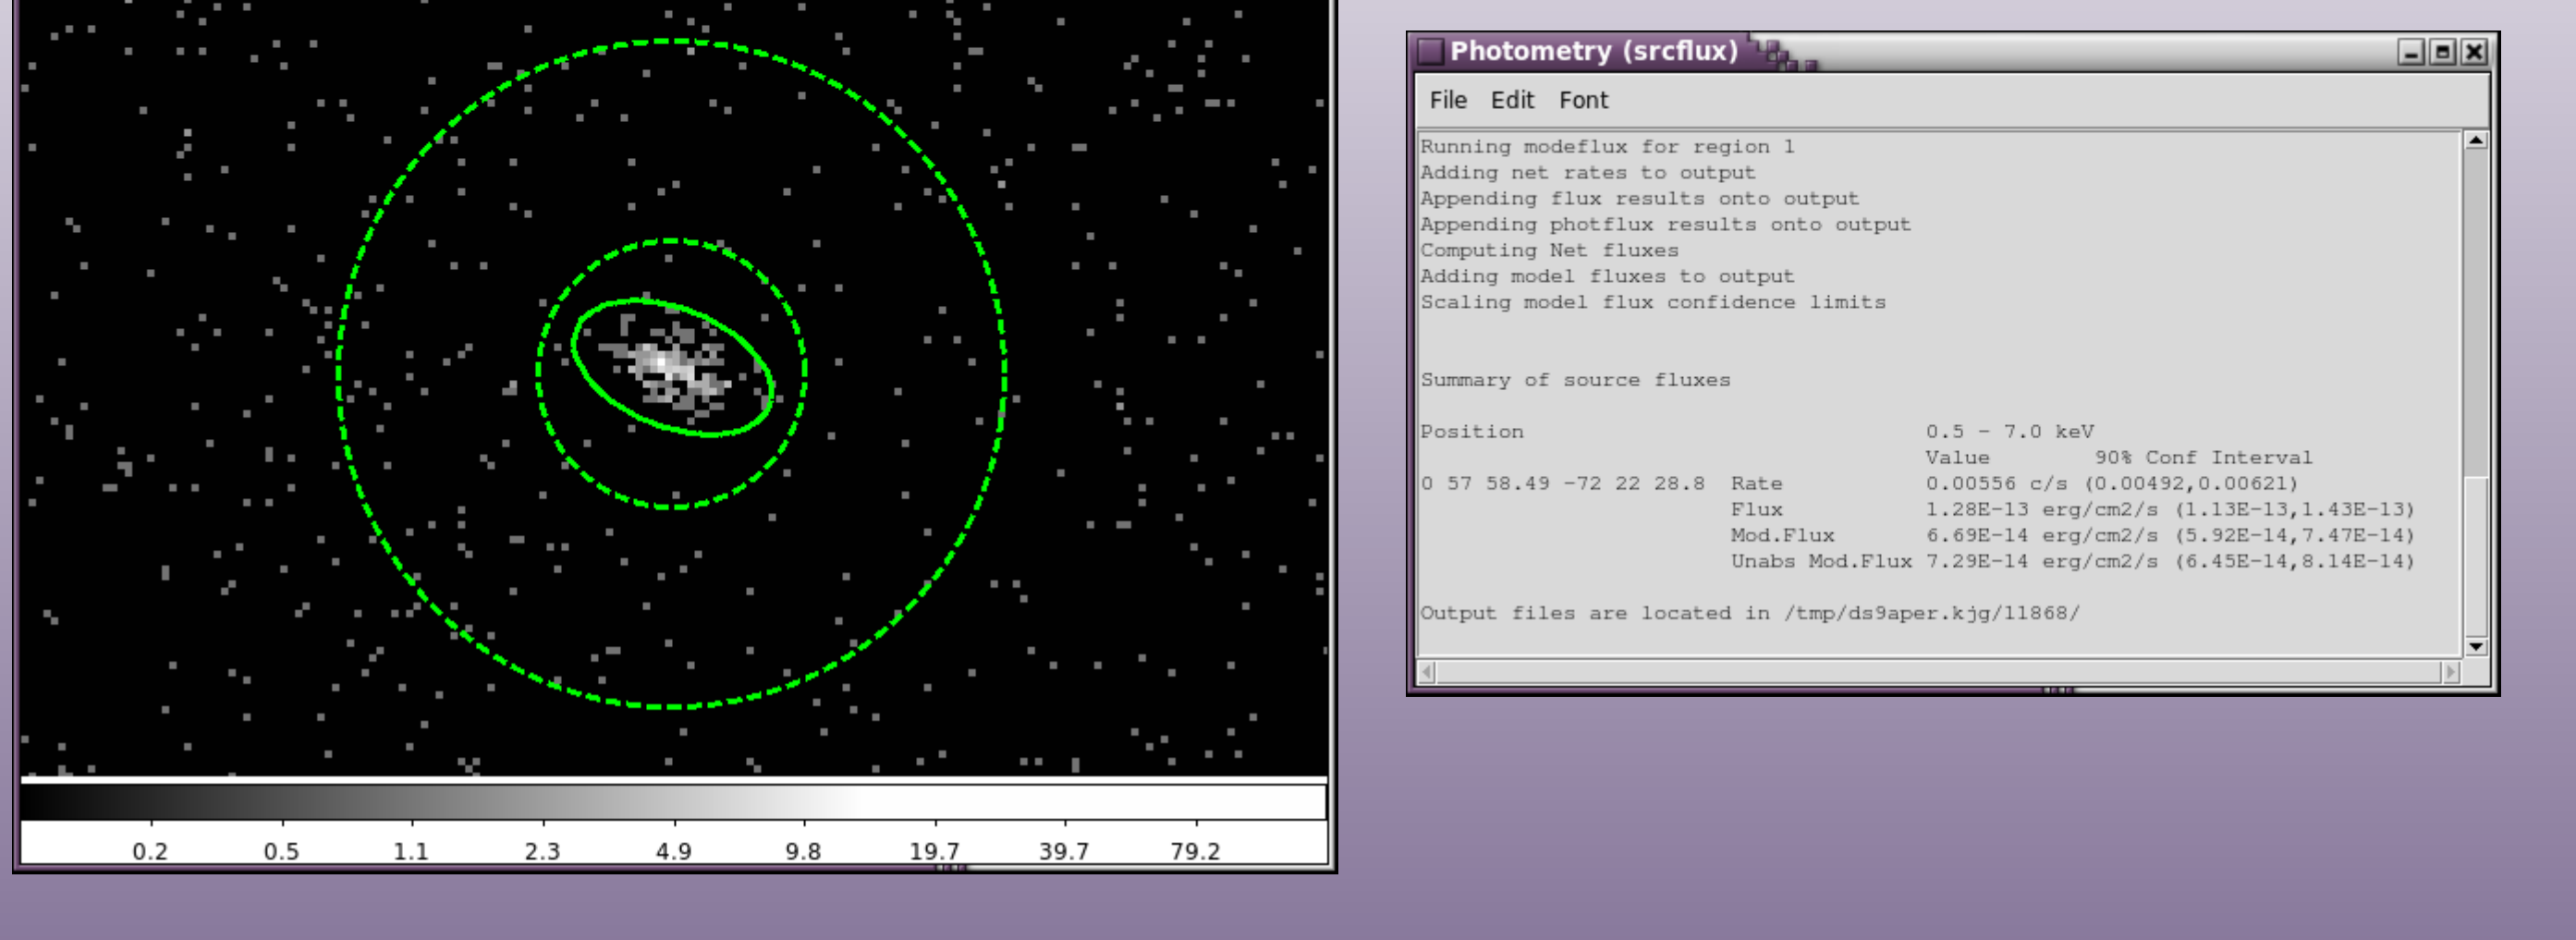 0.2 0.5 1.1 2.3 4.9 9.8 19.7 39.7 79.2
Photometry (srcflux)
File Edit Font
Running modeflux for region 1
Adding net rates to output
Appending flux results onto output
Appending photflux results onto output
Computing Net fluxes
Adding model fluxes to output
Scaling model flux confidence limits
Summary of source fluxes
Position 0.5 - 7.0 keV
Value 90% Conf Interval
0 57 58.49 -72 22 28.8 Rate 0.00556 c/s (0.00492,0.00621)
Flux 1.28E-13 erg/cm2/s (1.13E-13,1.43E-13)
Mod.Flux 6.69E-14 erg/cm2/s (5.92E-14,7.47E-14)
Unabs Mod.Flux 7.29E-14 erg/cm2/s (6.45E-14,8.14E-14)
Output files are located in /tmp/ds9aper.kjg/11868/